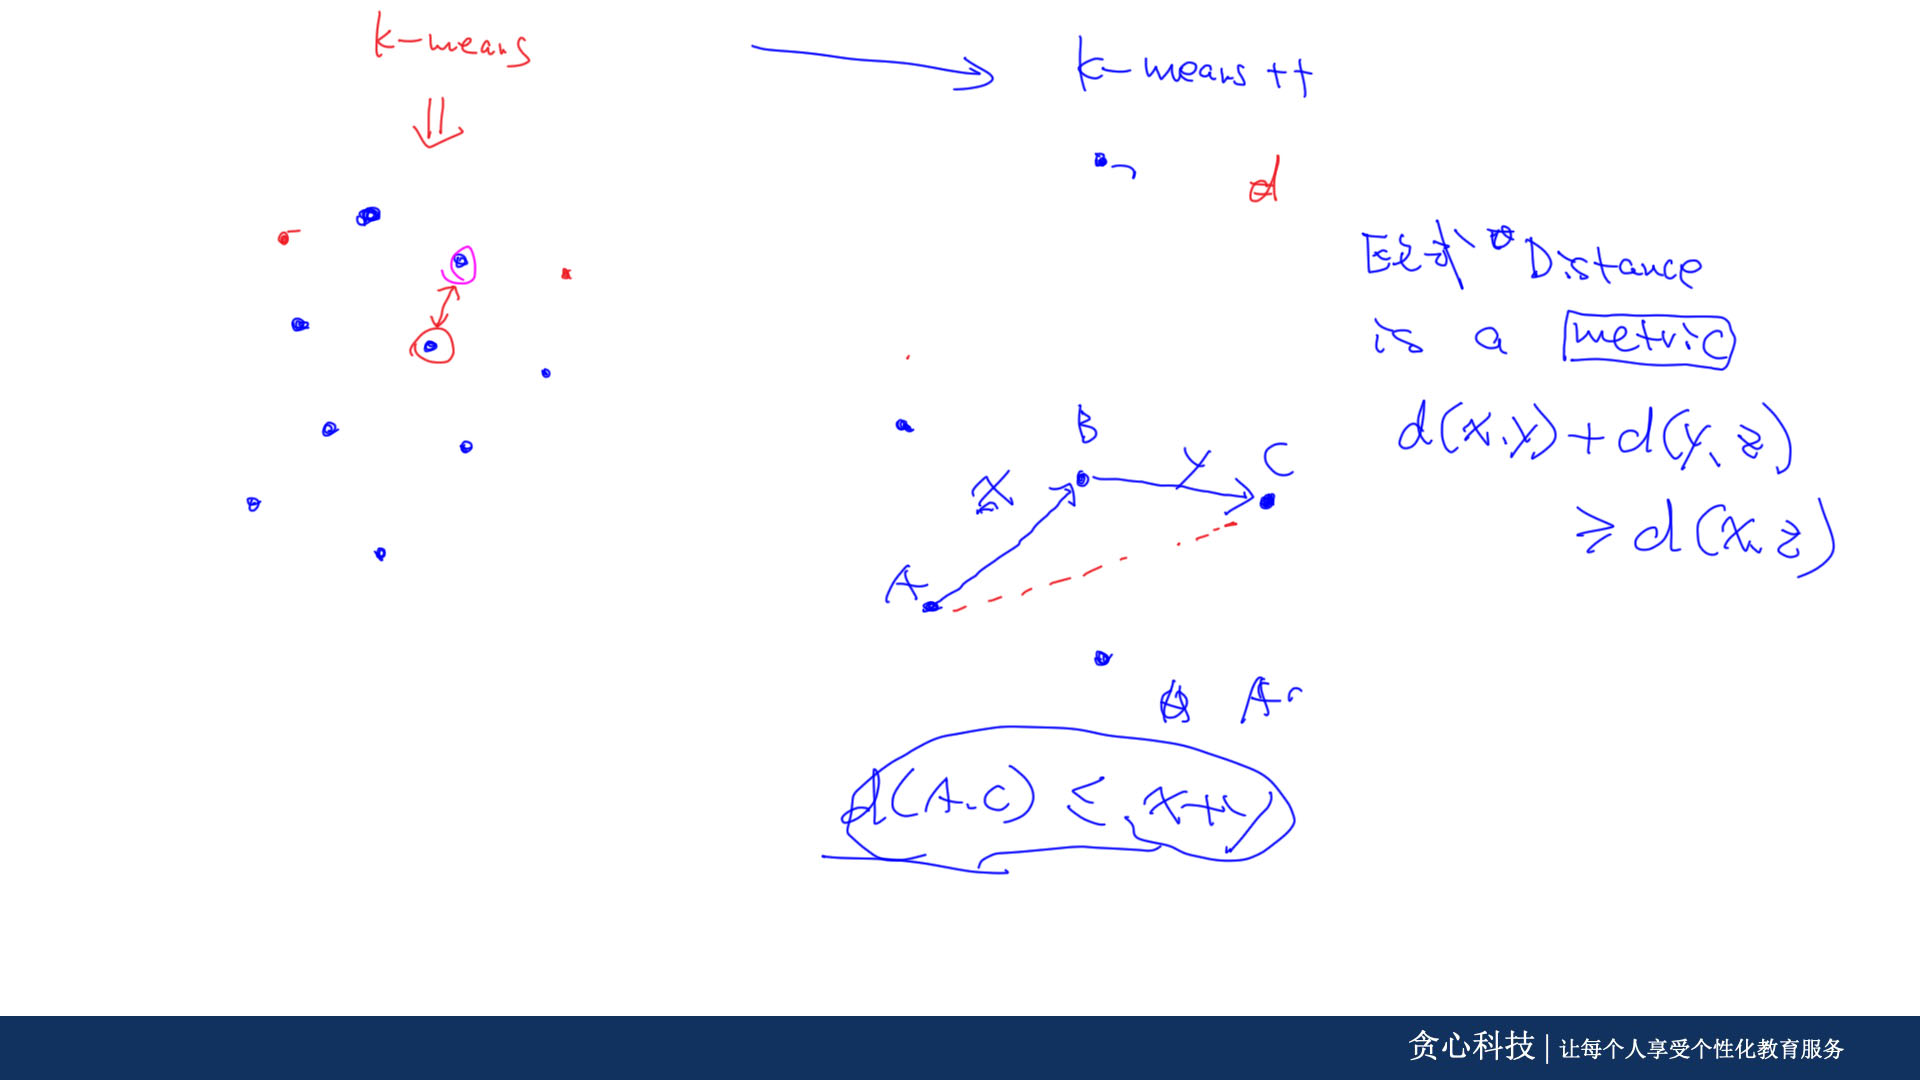 k-means
k-means ++
d
Distance
is a metric
d(x,y)+d(y,z)
≥ d(x,z)
B
C
x
y
A
A
d(A,C) ≤ x+y
贪心科技 | 让每个人享受个性化教育服务